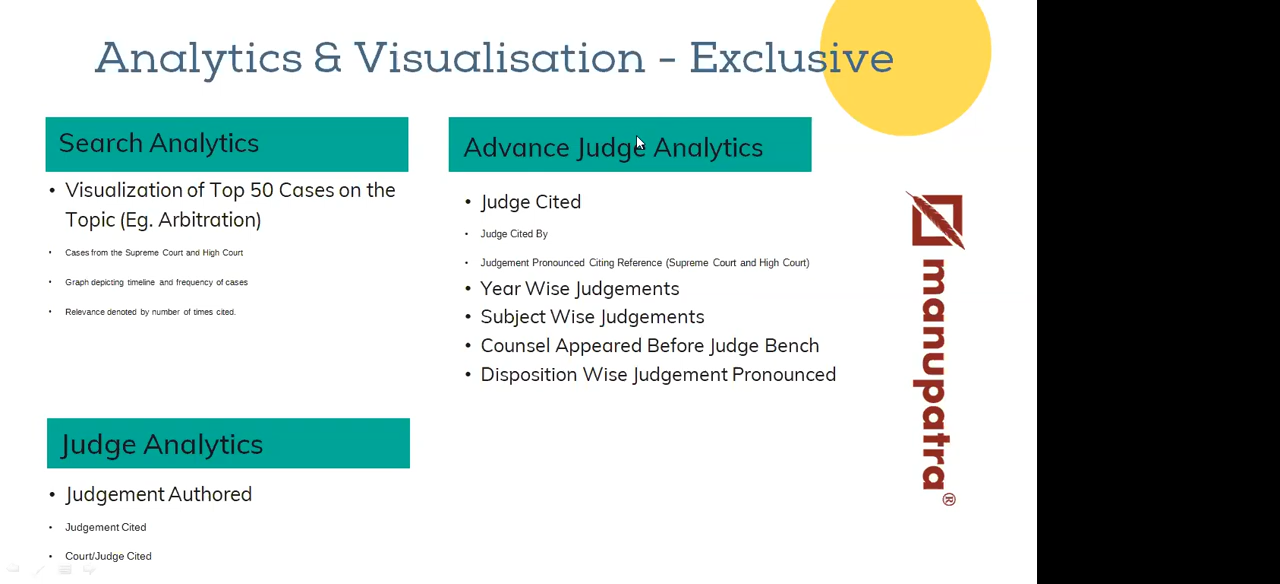 Analytics & Visualisation - Exclusive
Search Analytics
• Visualization of Top 50 Cases on the
Topic (Eg. Arbitration)
• Cases from the Supreme Court and High Court
• Graph depicting timeline and frequency of cases
• Relevance denoted by number of times cited.
Judge Analytics
• Judgement Authored
• Judgement Cited
• Court/Judge Cited
Advance Judge Analytics
• Judge Cited
• Judge Cited By
• Judgement Pronounced Citing Reference (Supreme Court and High Court)
• Year Wise Judgements
• Subject Wise Judgements
• Counsel Appeared Before Judge Bench
• Disposition Wise Judgement Pronounced
manupatra®